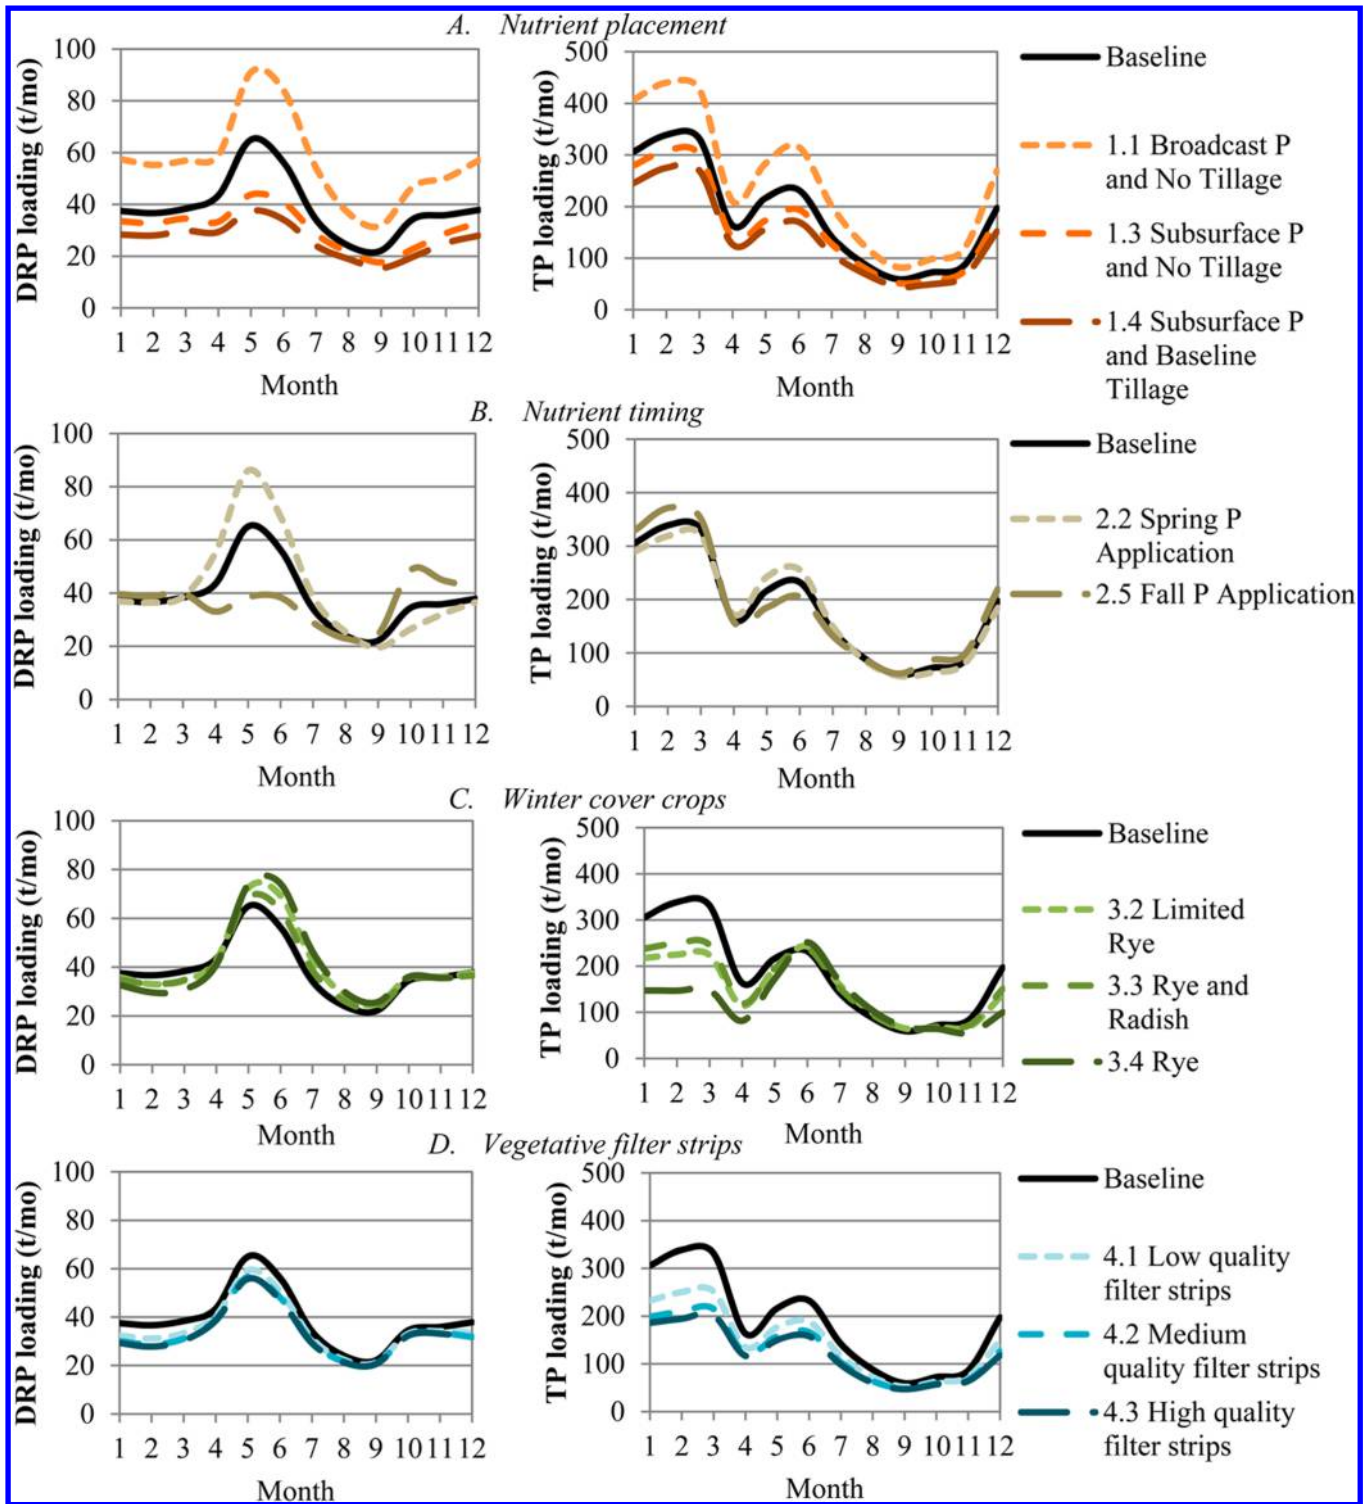 A. Nutrient placement
DRP loading (t/mo)
100
80
60
40
20
0
1 2 3 4 5 6 7 8 9 10 11 12
Month
TP loading (t/mo)
500
400
300
200
100
0
1 2 3 4 5 6 7 8 9 10 11 12
Month
Baseline
1.1 Broadcast P
and No Tillage
1.3 Subsurface P
and No Tillage
1.4 Subsurface P
and Baseline
Tillage
B. Nutrient timing
DRP loading (t/mo)
100
80
60
40
20
0
1 2 3 4 5 6 7 8 9 10 11 12
Month
TP loading (t/mo)
500
400
300
200
100
0
1 2 3 4 5 6 7 8 9 10 11 12
Month
Baseline
2.2 Spring P
Application
2.5 Fall P Application
C. Winter cover crops
DRP loading (t/mo)
100
80
60
40
20
0
1 2 3 4 5 6 7 8 9 10 11 12
Month
TP loading (t/mo)
500
400
300
200
100
0
1 2 3 4 5 6 7 8 9 10 11 12
Month
Baseline
3.2 Limited
Rye
3.3 Rye and
Radish
3.4 Rye
D. Vegetative filter strips
DRP loading (t/mo)
100
80
60
40
20
0
1 2 3 4 5 6 7 8 9 10 11 12
Month
TP loading (t/mo)
500
400
300
200
100
0
1 2 3 4 5 6 7 8 9 10 11 12
Month
Baseline
4.1 Low quality
filter strips
4.2 Medium
quality filter strips
4.3 High quality
filter strips